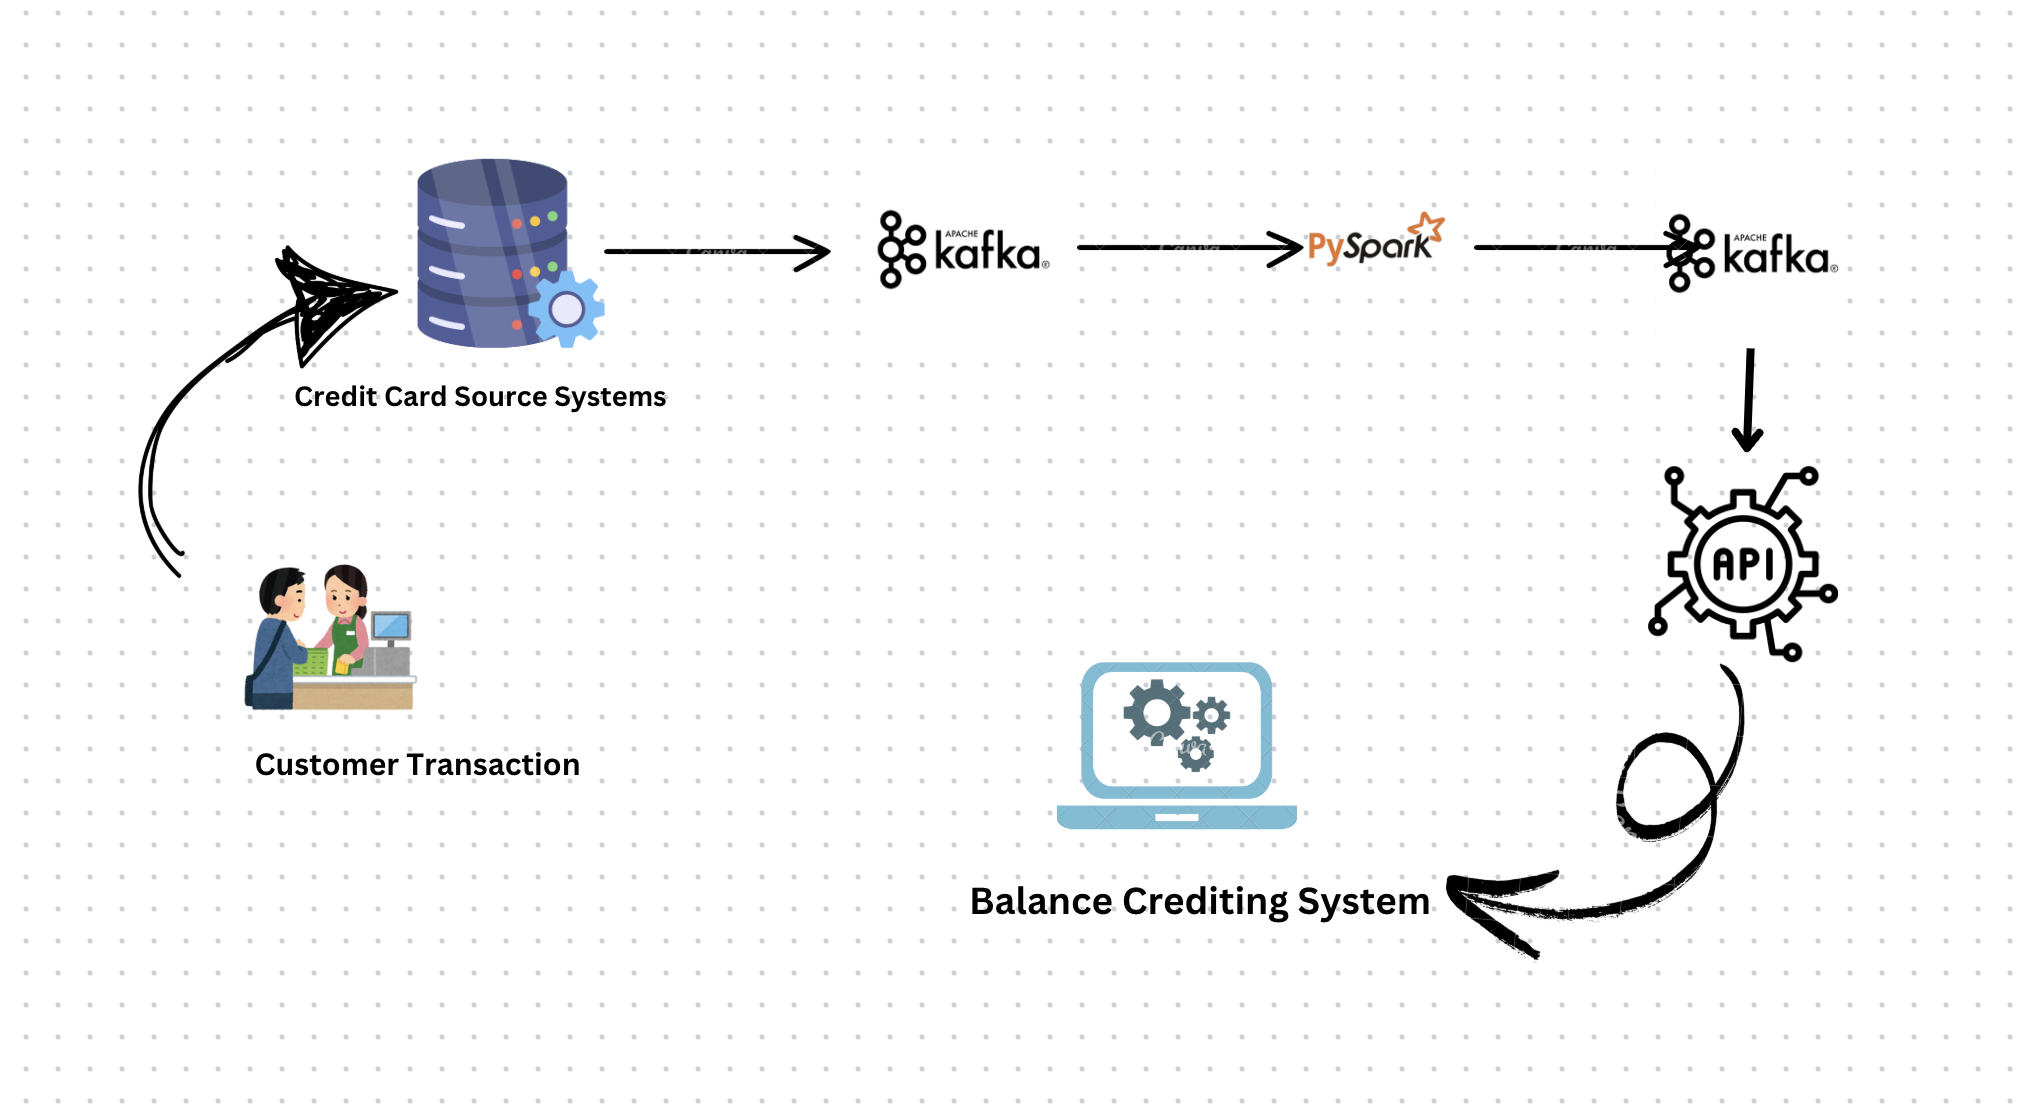 APACHE
kafka®
PySpark
APACHE
kafka®
Credit Card Source Systems
API
Customer Transaction
Balance Crediting System